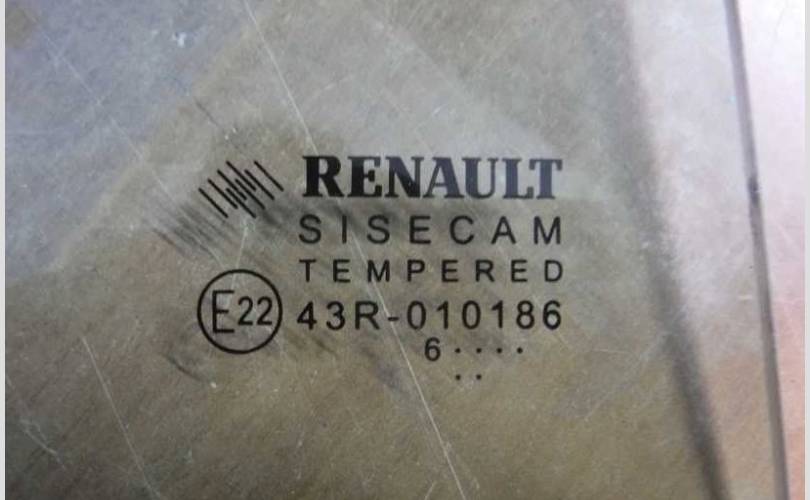 RENAULT
SISECAM
TEMPERED
E22 43R-010186
6 . . . .
. .